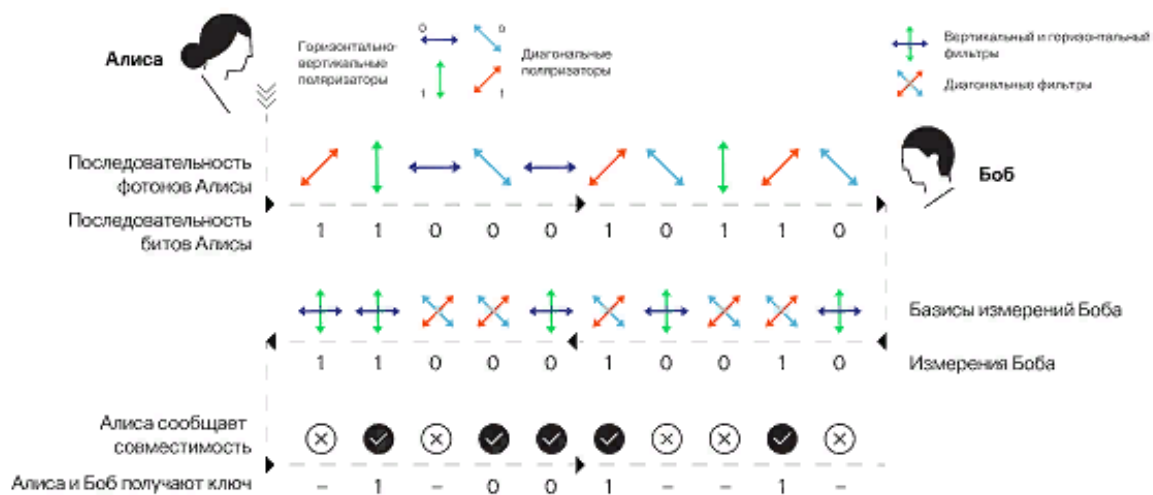 Алиса
Горизонтально-
вертикальные
поляризаторы
0
1
0
1
Диагональные
поляризаторы
Вертикальный и горизонтальный
фильтры
Диагональные фильтры
Последовательность
фотонов Алисы
Боб
Последовательность
битов Алисы
1 1 0 0 0 1 0 1 1 0
Базисы измерений Боба
1 1 0 0 0 1 0 0 1 0
Измерения Боба
Алиса сообщает
совместимость
Алиса и Боб получают ключ
– 1 – 0 0 1 – – 1 –